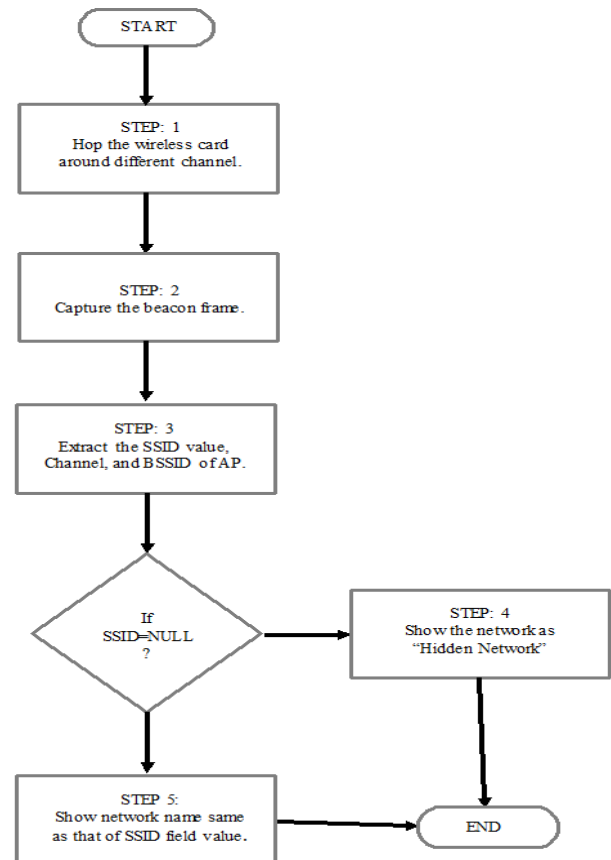 START
STEP: 1
Hop the wireless card
around different channel.
STEP: 2
Capture the beacon frame.
STEP: 3
Extract the SSID value,
Channel, and BSSID of AP.
If
SSID=NULL
?
STEP: 4
Show the network as
“Hidden Network”
STEP 5:
Show network name same
as that of SSID field value.
END